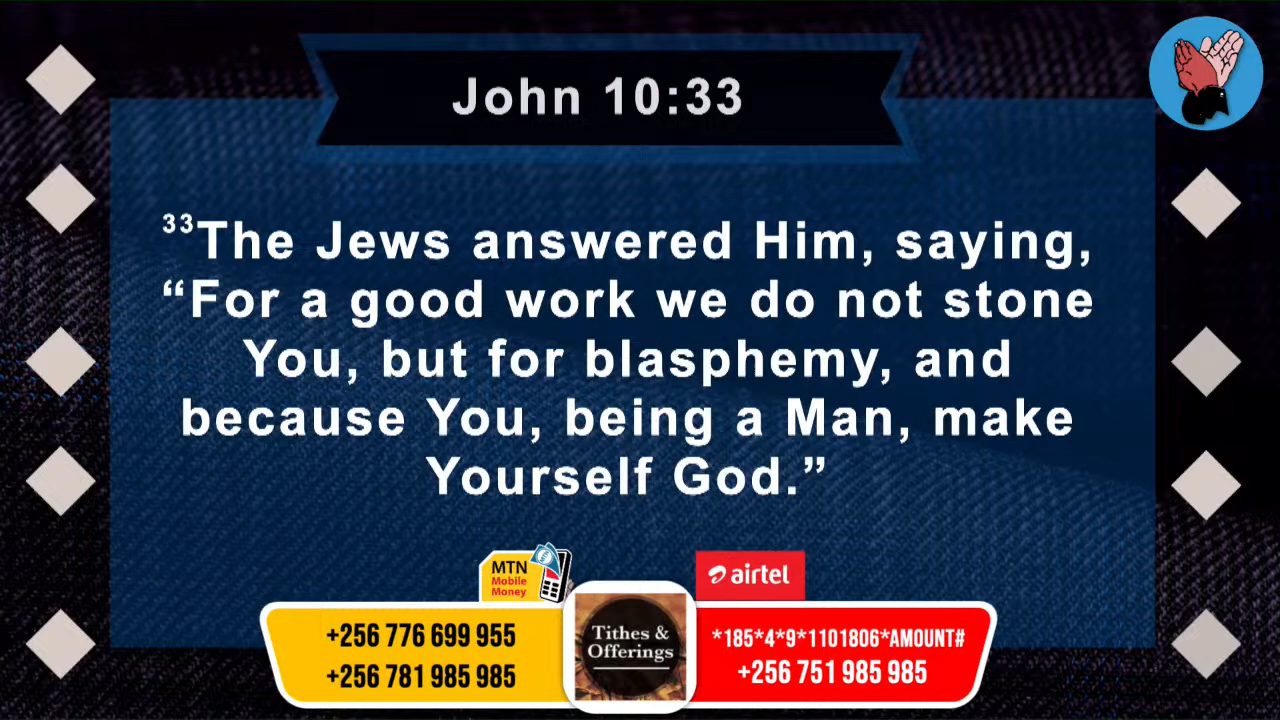 John 10:33
³³The Jews answered Him, saying,
“For a good work we do not stone
You, but for blasphemy, and
because You, being a Man, make
Yourself God.”
MTN
Mobile
Money
airtel
+256 776 699 955
+256 781 985 985
Tithes &
Offerings
*185*4*9*1101806*AMOUNT#
+256 751 985 985